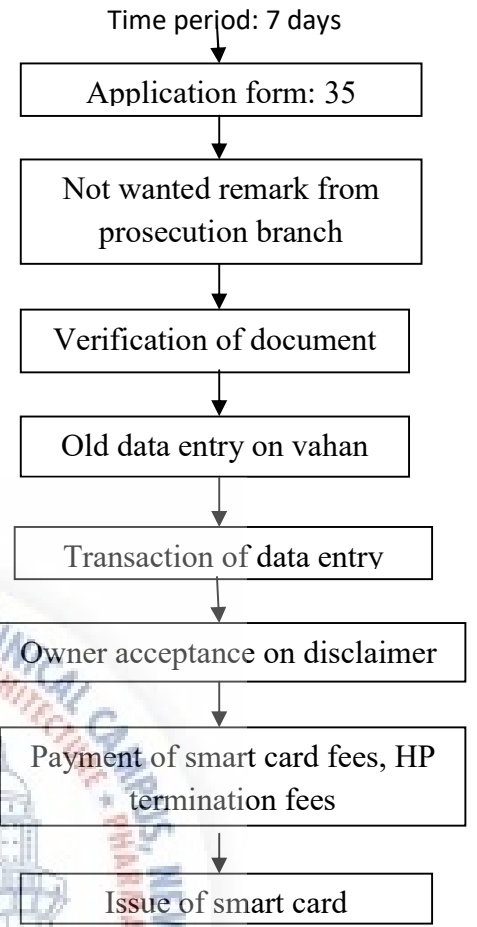 Time period: 7 days
Application form: 35
Not wanted remark from
prosecution branch
Verification of document
Old data entry on vahan
Transaction of data entry
Owner acceptance on disclaimer
Payment of smart card fees, HP
termination fees
Issue of smart card